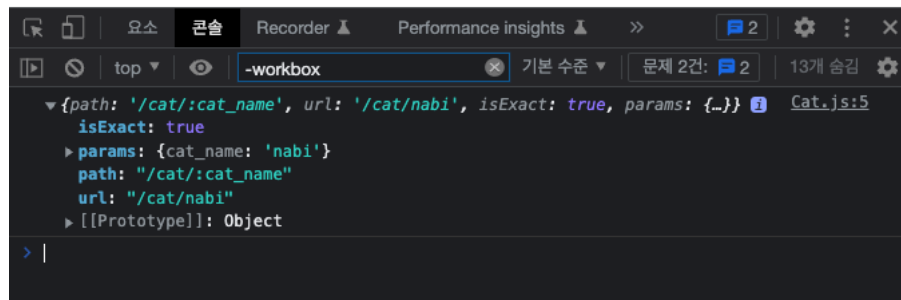 요소 콘솔 Recorder Performance insights » 2
top ▼ -workbox 기본 수준 ▼ 문제 2건: 2 13개 숨김
▼{path: '/cat/:cat_name', url: '/cat/nabi', isExact: true, params: {…}} i Cat.js:5
isExact: true
▶params: {cat_name: 'nabi'}
path: "/cat/:cat_name"
url: "/cat/nabi"
▶[[Prototype]]: Object
>